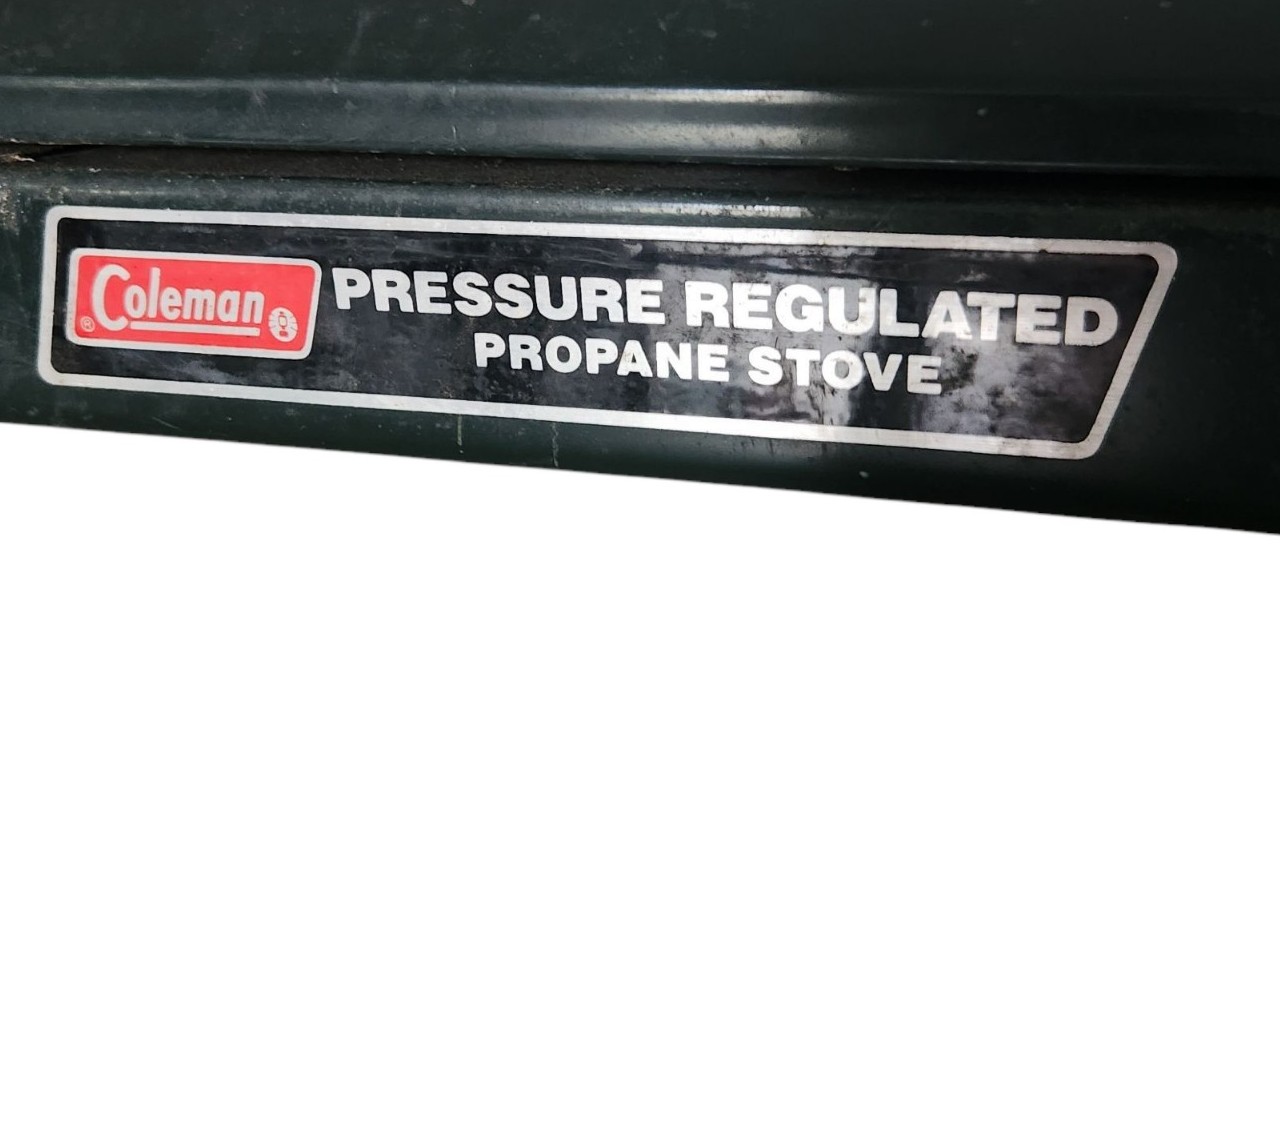 Coleman ®
PRESSURE REGULATED
PROPANE STOVE